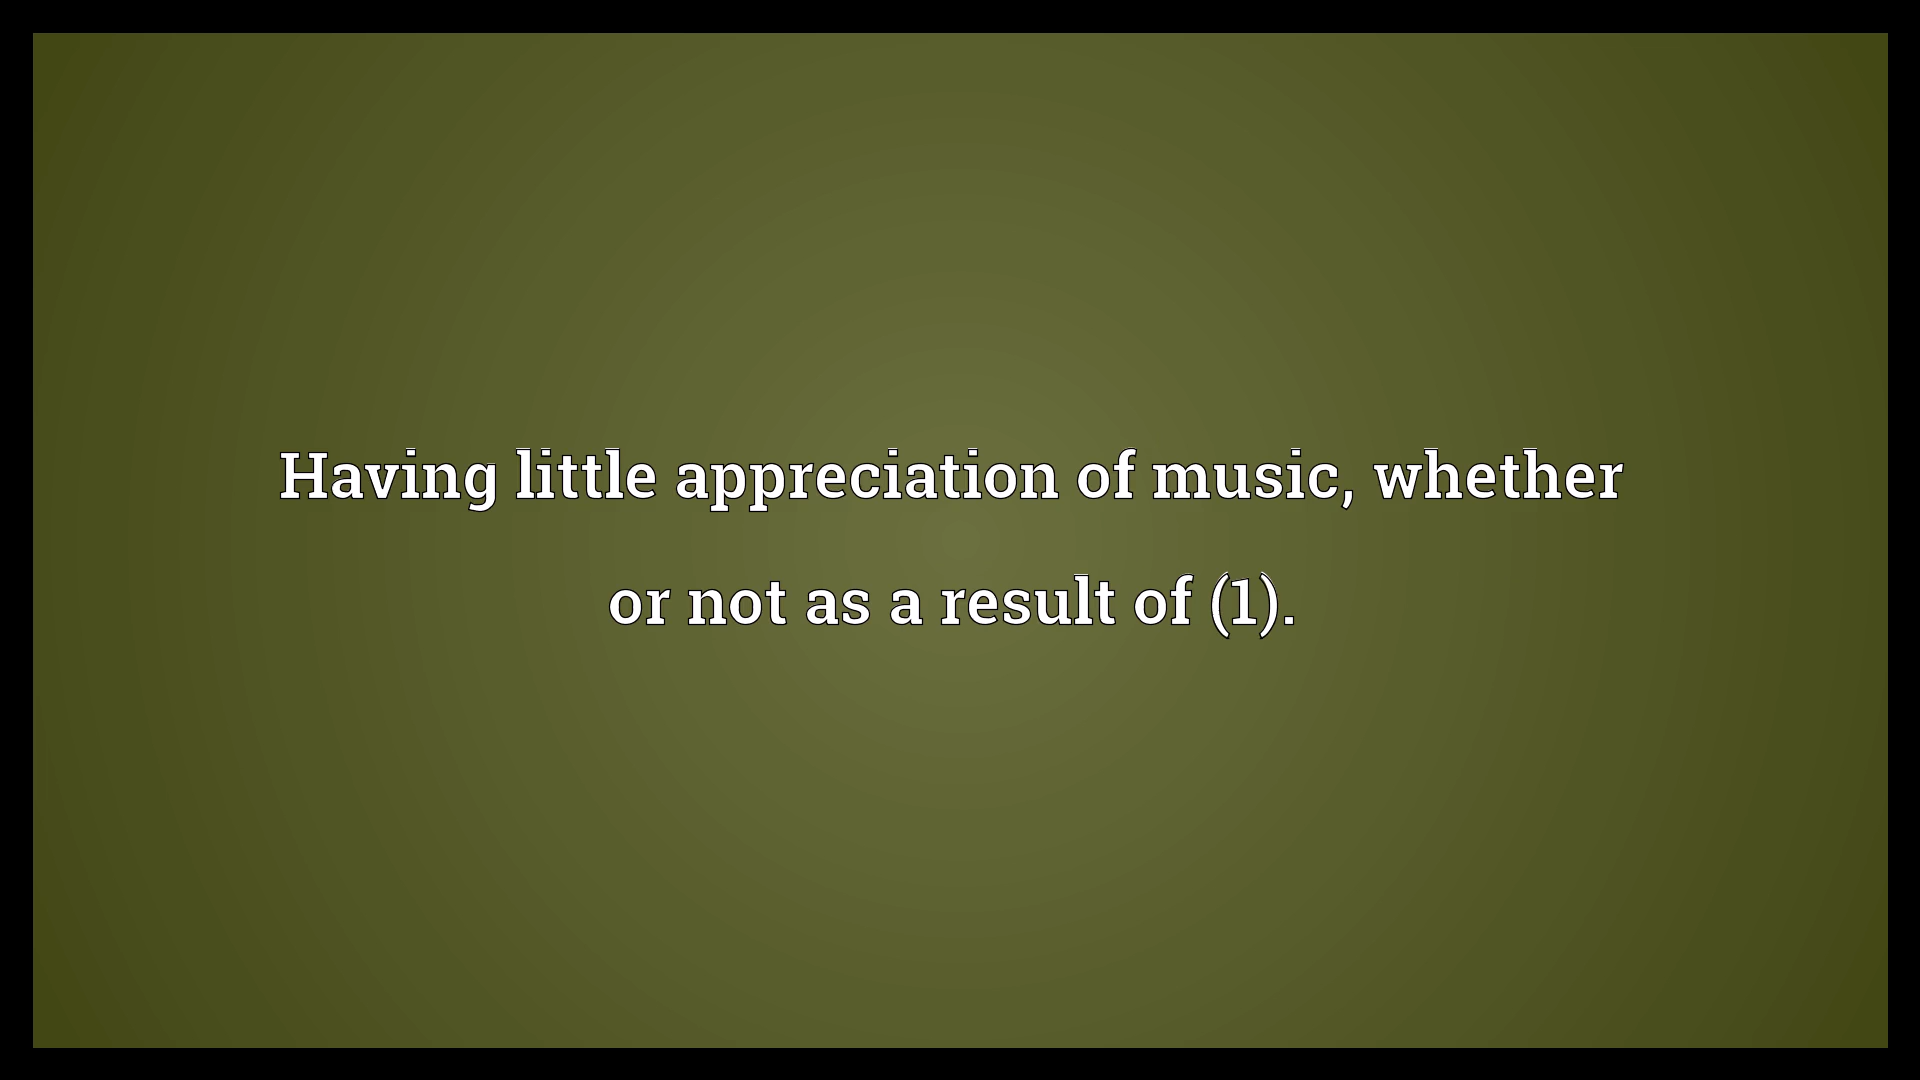 Having little appreciation of music, whether
or not as a result of (1).